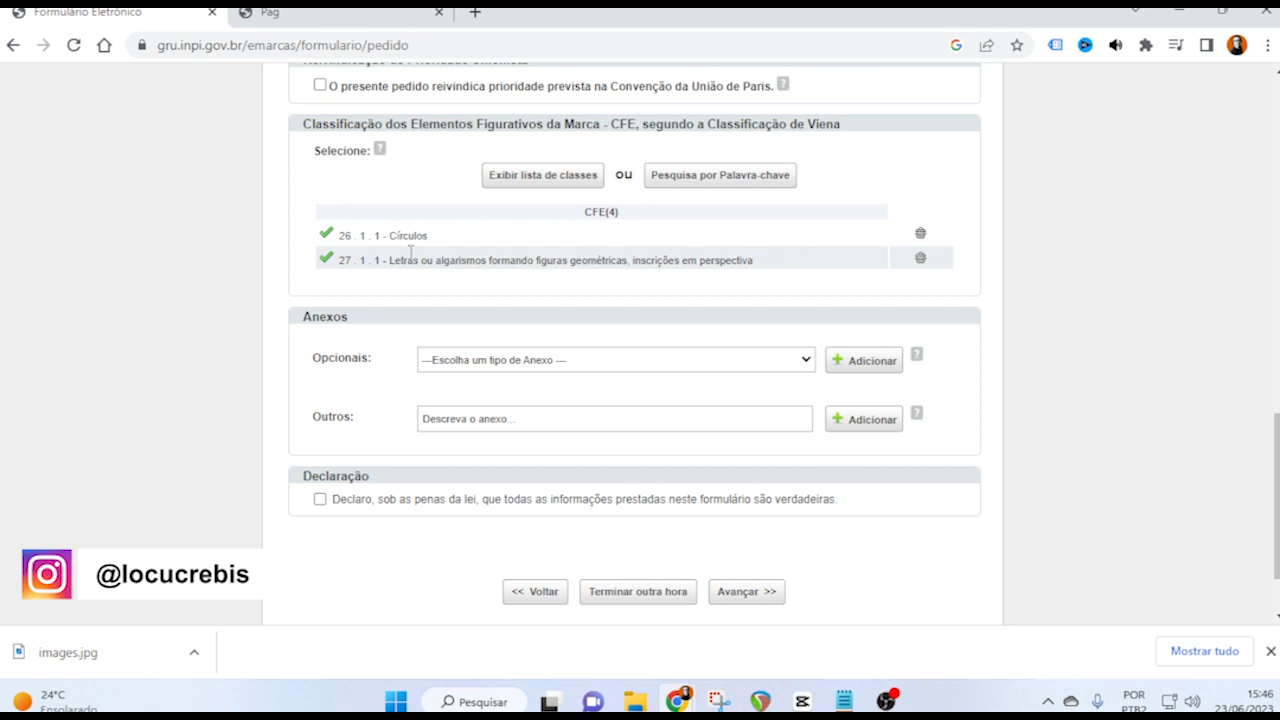 Formulário Eletrônico
Pag
gru.inpi.gov.br/emarcas/formulario/pedido
O presente pedido reivindica prioridade prevista na Convenção da União de Paris. ?
Classificação dos Elementos Figurativos da Marca - CFE, segundo a Classificação de Viena
Selecione: ?
Exibir lista de classes ou Pesquisa por Palavra-chave
CFE(4)
26 . 1 . 1 - Círculos
27 . 1 . 1 - Letras ou algarismos formando figuras geométricas, inscrições em perspectiva
Anexos
Opcionais: ---Escolha um tipo de Anexo --- Adicionar ?
Outros: Descreva o anexo... Adicionar ?
Declaração
Declaro, sob as penas da lei, que todas as informações prestadas neste formulário são verdadeiras.
@locucrebis
<< Voltar Terminar outra hora Avançar >>
images.jpg Mostrar tudo
24°C
Ensolarado
Pesquisar
POR
PTB2
15:46
23/06/2023